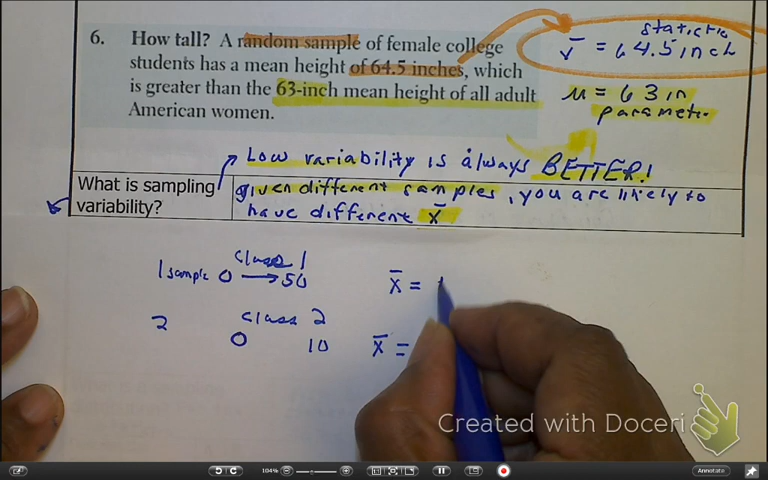 6. How tall? A random sample of female college
students has a mean height of 64.5 inches, which
is greater than the 63-inch mean height of all adult
American women.
statistic
x̄ = 64.5 inch
μ = 63 in
parameter
Low variability is always BETTER!
What is sampling
variability?
given different samples, you are likely to
have different x̄
Class 1
1 sample 0 → 50 x̄ =
Class 2
2 0 10 x̄ =
Created with Doceri
104%
Annotate